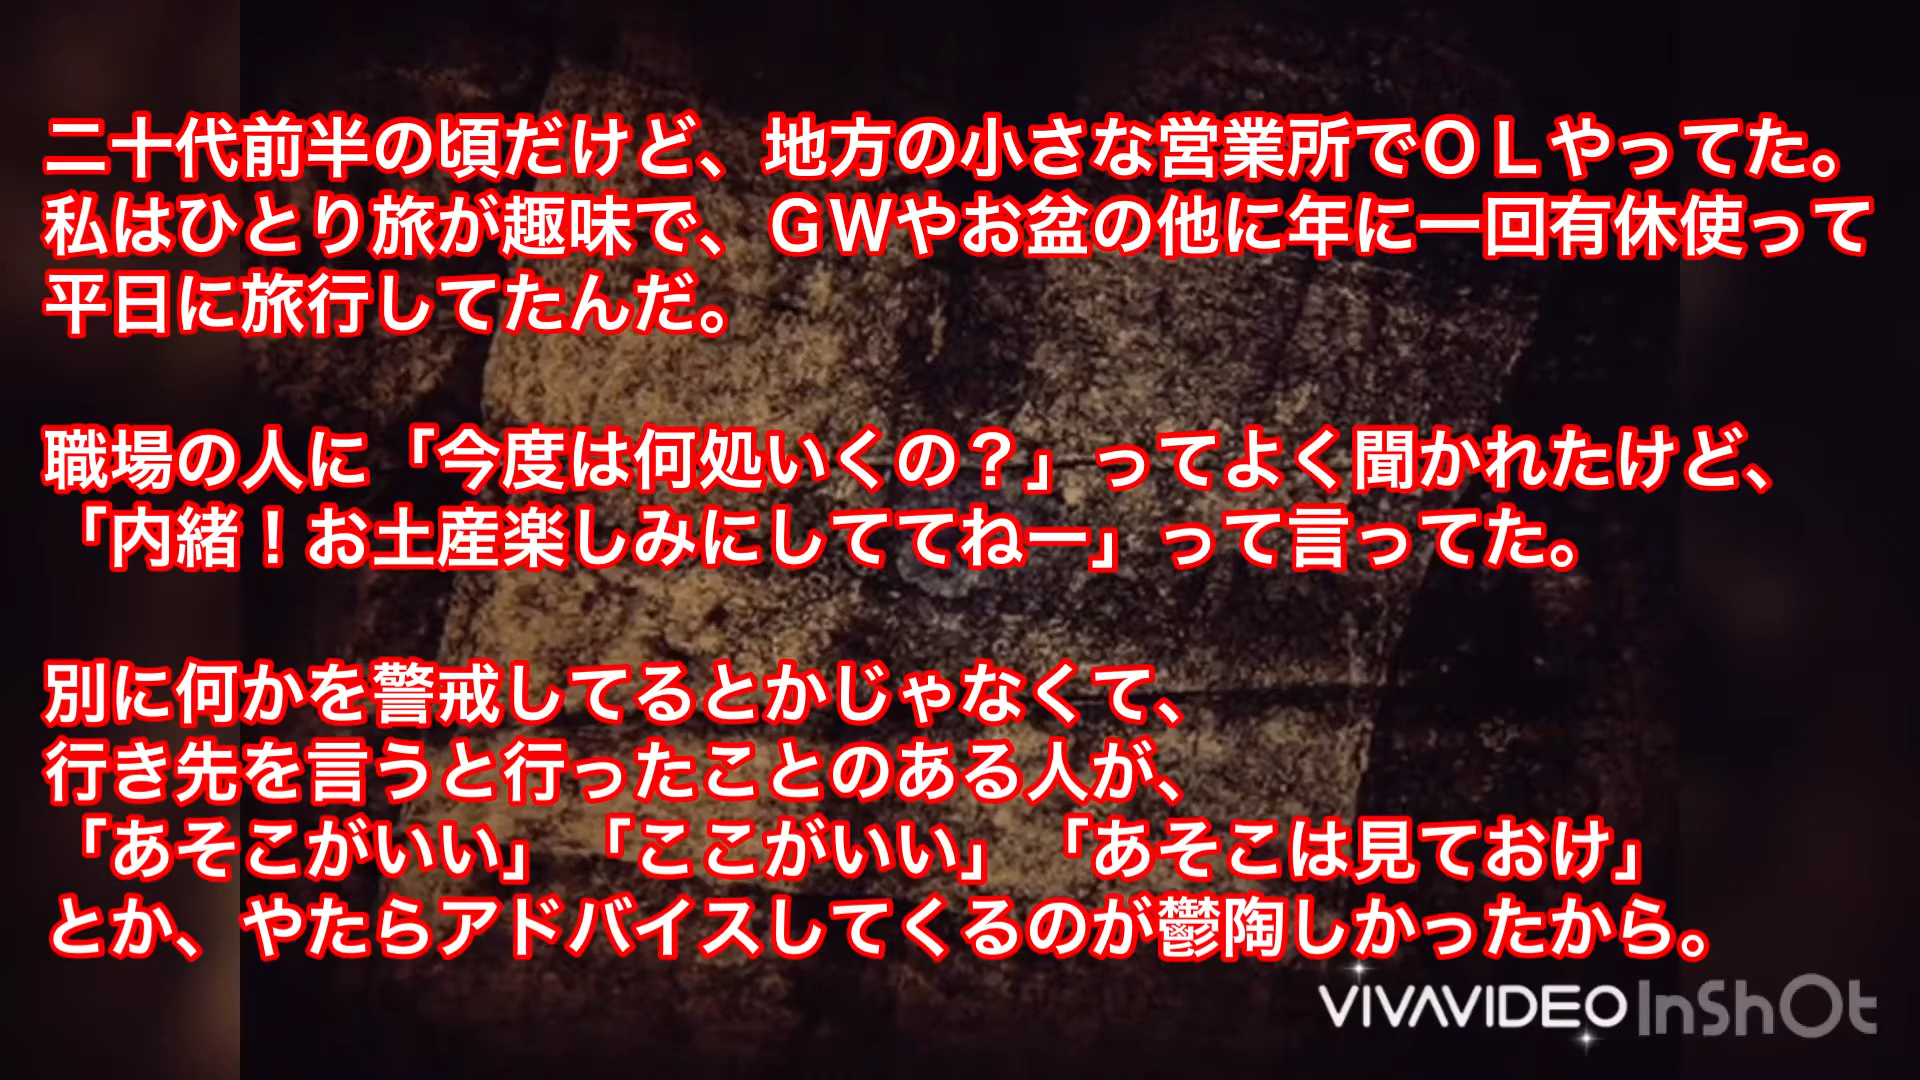 二十代前半の頃だけど、地方の小さな営業所でＯＬやってた。
私はひとり旅が趣味で、ＧＷやお盆の他に年に一回有休使って
平日に旅行してたんだ。
職場の人に「今度は何処いくの？」ってよく聞かれたけど、
「内緒！お土産楽しみにしててねー」って言ってた。
別に何かを警戒してるとかじゃなくて、
行き先を言うと行ったことのある人が、
「あそこがいい」「ここがいい」「あそこは見ておけ」
とか、やたらアドバイスしてくるのが鬱陶しかったから。
VIVAVIDEO InShOt